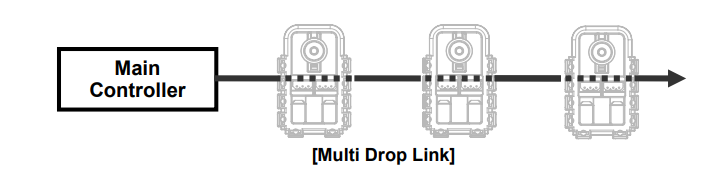 Main
Controller
[Multi Drop Link]